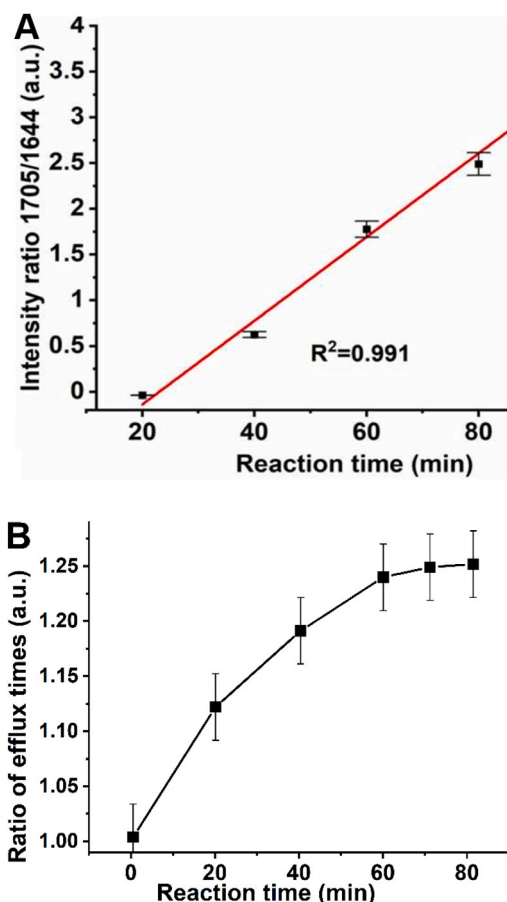 A
Intensity ratio 1705/1644 (a.u.)
4
3.5
3
2.5
2
1.5
1
0.5
0
R²=0.991
20 40 60 80
Reaction time (min)
B
Ratio of efflux times (a.u.)
1.25
1.20
1.15
1.10
1.05
1.00
0 20 40 60 80
Reaction time (min)